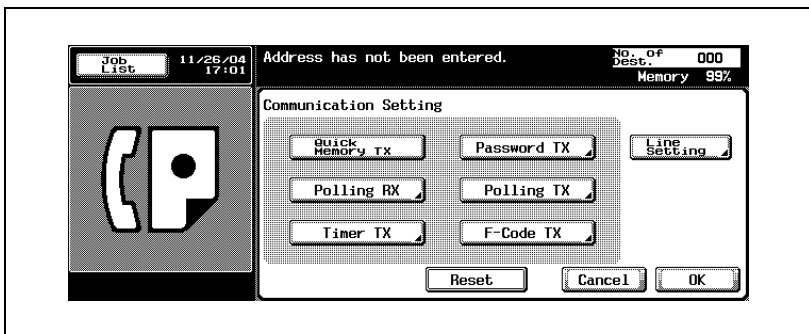 Job
List
11/26/04
17:01
Address has not been entered.
No. of
Dest.
000
Memory 99%
Communication Setting
Quick
Memory TX
Password TX
Line
Setting
Polling RX
Polling TX
Timer TX
F-Code TX
Reset
Cancel
OK